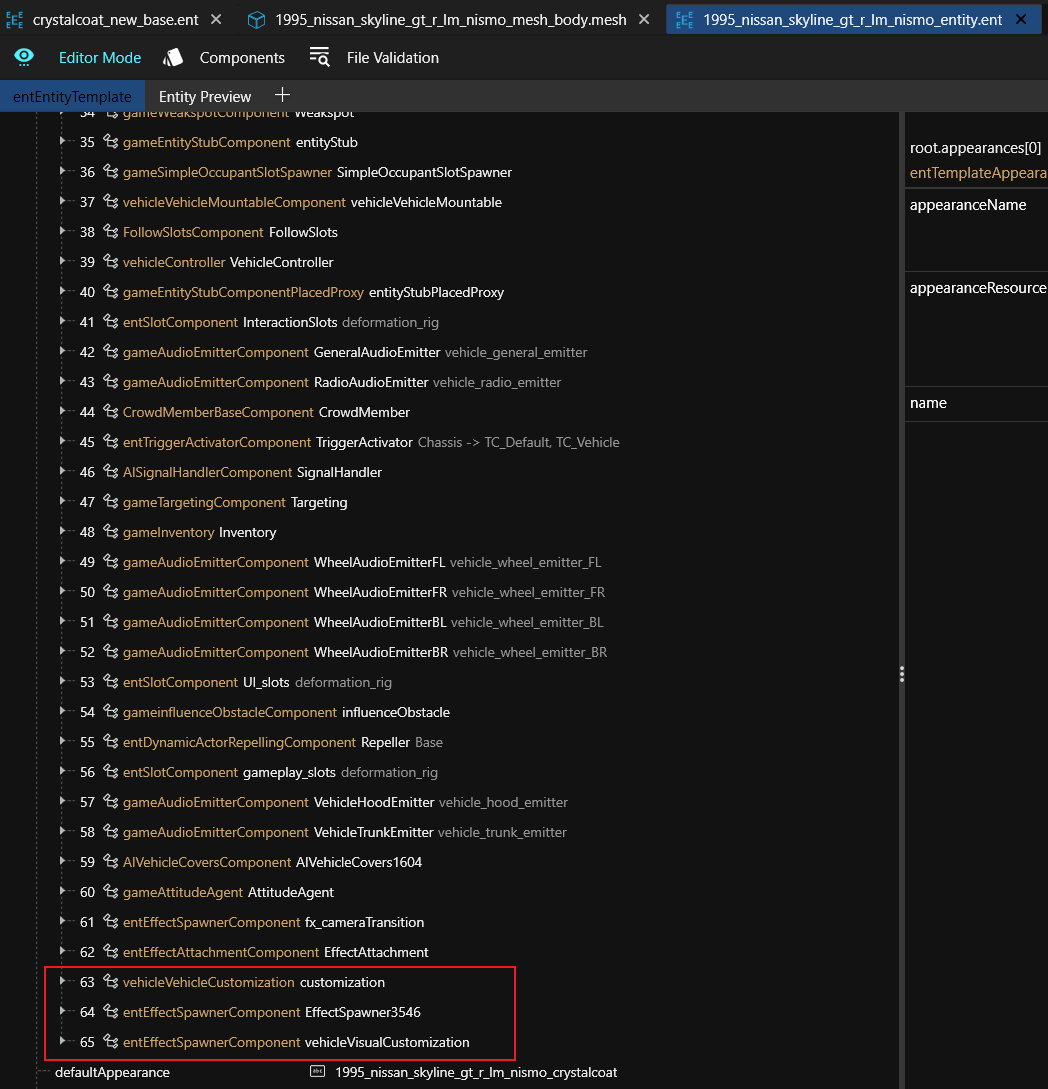 crystalcoat_new_base.ent
1995_nissan_skyline_gt_r_lm_nismo_mesh_body.mesh
1995_nissan_skyline_gt_r_lm_nismo_entity.ent
Editor Mode
Components
File Validation
entEntityTemplate
Entity Preview
34 gameWeakspotComponent Weakspot
35 gameEntityStubComponent entityStub
36 gameSimpleOccupantSlotSpawner SimpleOccupantSlotSpawner
37 vehicleVehicleMountableComponent vehicleVehicleMountable
38 FollowSlotsComponent FollowSlots
39 vehicleController VehicleController
40 gameEntityStubComponentPlacedProxy entityStubPlacedProxy
41 entSlotComponent InteractionSlots deformation_rig
42 gameAudioEmitterComponent GeneralAudioEmitter vehicle_general_emitter
43 gameAudioEmitterComponent RadioAudioEmitter vehicle_radio_emitter
44 CrowdMemberBaseComponent CrowdMember
45 entTriggerActivatorComponent TriggerActivator Chassis -> TC_Default, TC_Vehicle
46 AISignalHandlerComponent SignalHandler
47 gameTargetingComponent Targeting
48 gameInventory Inventory
49 gameAudioEmitterComponent WheelAudioEmitterFL vehicle_wheel_emitter_FL
50 gameAudioEmitterComponent WheelAudioEmitterFR vehicle_wheel_emitter_FR
51 gameAudioEmitterComponent WheelAudioEmitterBL vehicle_wheel_emitter_BL
52 gameAudioEmitterComponent WheelAudioEmitterBR vehicle_wheel_emitter_BR
53 entSlotComponent UI_slots deformation_rig
54 gameinfluenceObstacleComponent influenceObstacle
55 entDynamicActorRepellingComponent Repeller Base
56 entSlotComponent gameplay_slots deformation_rig
57 gameAudioEmitterComponent VehicleHoodEmitter vehicle_hood_emitter
58 gameAudioEmitterComponent VehicleTrunkEmitter vehicle_trunk_emitter
59 AIVehicleCoversComponent AIVehicleCovers1604
60 gameAttitudeAgent AttitudeAgent
61 entEffectSpawnerComponent fx_cameraTransition
62 entEffectAttachmentComponent EffectAttachment
63 vehicleVehicleCustomization customization
64 entEffectSpawnerComponent EffectSpawner3546
65 entEffectSpawnerComponent vehicleVisualCustomization
defaultAppearance abc 1995_nissan_skyline_gt_r_lm_nismo_crystalcoat
root.appearances[0]
entTemplateAppeara
appearanceName
appearanceResource
name